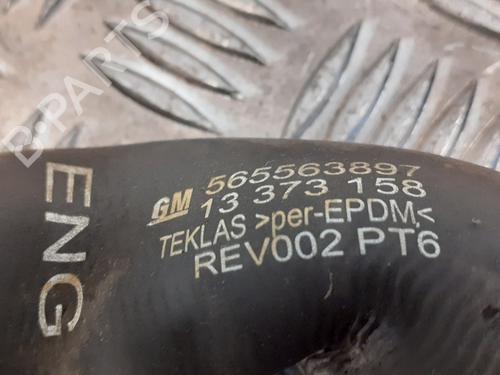 B-PARTS
ENG
GM 565563897
13 373 158
TEKLAS >per-EPDM<
REV002 PT6